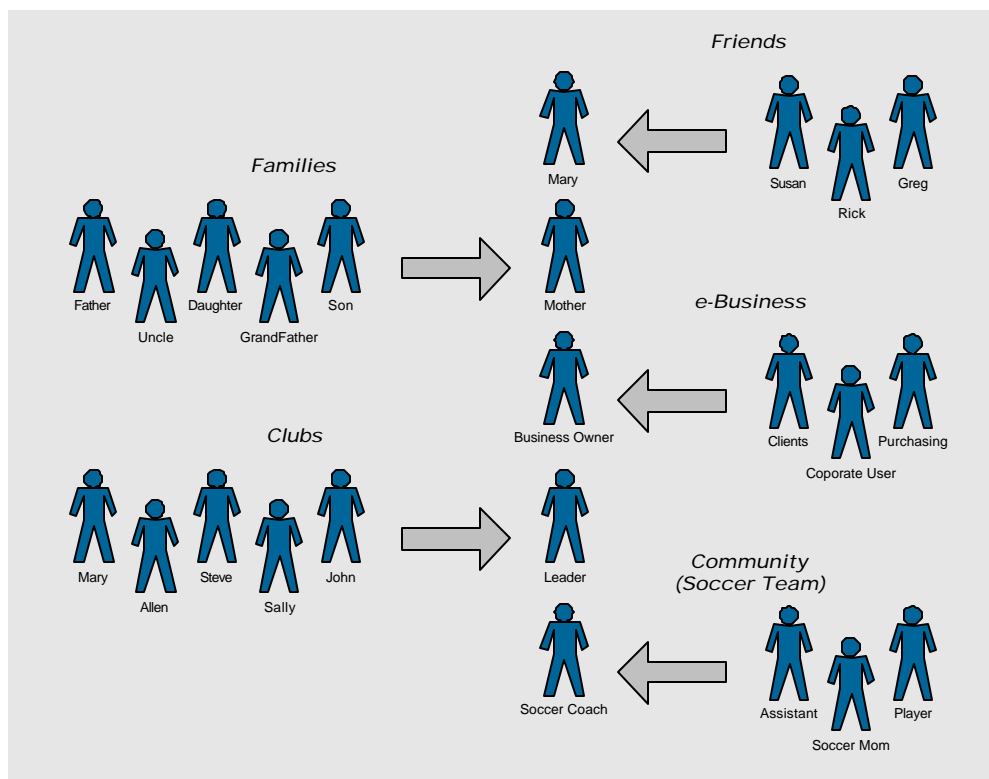 Friends
Mary
Susan
Rick
Greg
Families
Father
Uncle
Daughter
GrandFather
Son
Mother
e-Business
Business Owner
Clients
Coporate User
Purchasing
Clubs
Mary
Allen
Steve
Sally
John
Leader
Community
(Soccer Team)
Soccer Coach
Assistant
Soccer Mom
Player